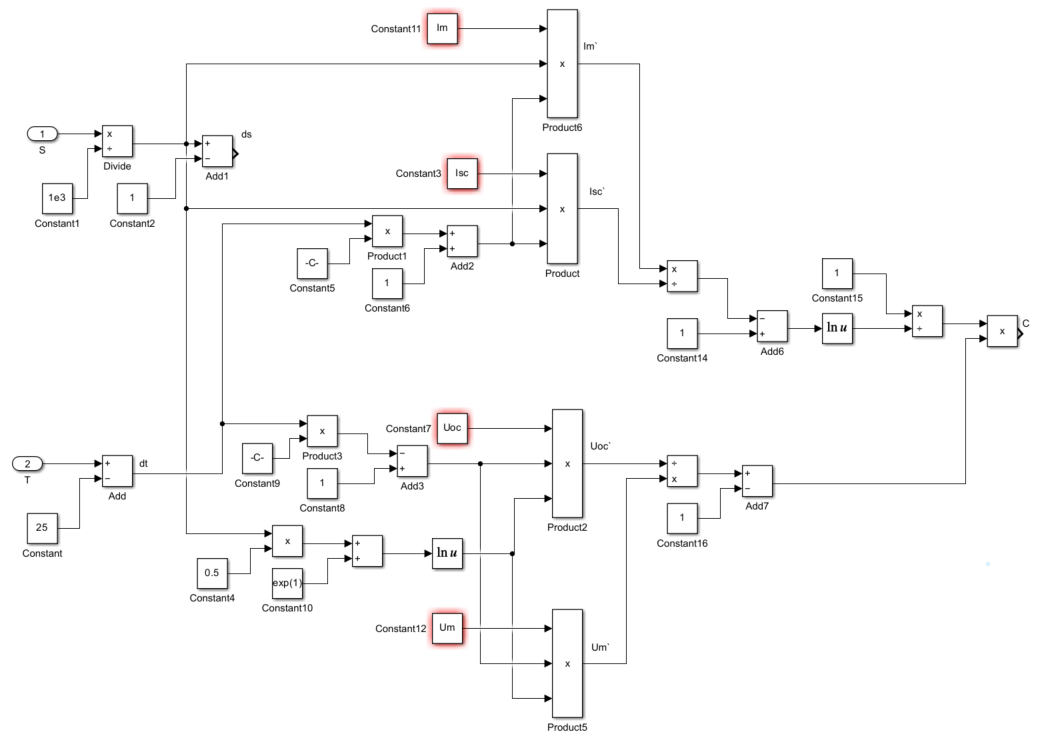 Constant11
Im
Im`
x
Product6
1
S
x
÷
Divide
ds
+
−
Add1
1e3
Constant1
1
Constant2
Constant3
Isc
Isc`
x
Product
x
Product1
-C-
Constant5
+
+
Add2
1
Constant6
x
÷
1
Constant14
−
+
Add6
1
Constant15
ln u
x
÷
x
C
Constant7
Uoc
Uoc`
x
Product2
2
T
+
−
dt
Add
25
Constant
x
Product3
-C-
Constant9
−
+
Add3
1
Constant8
÷
x
1
Constant16
+
−
Add7
x
0.5
Constant4
+
+
exp(1)
Constant10
ln u
Constant12
Um
Um`
x
Product5